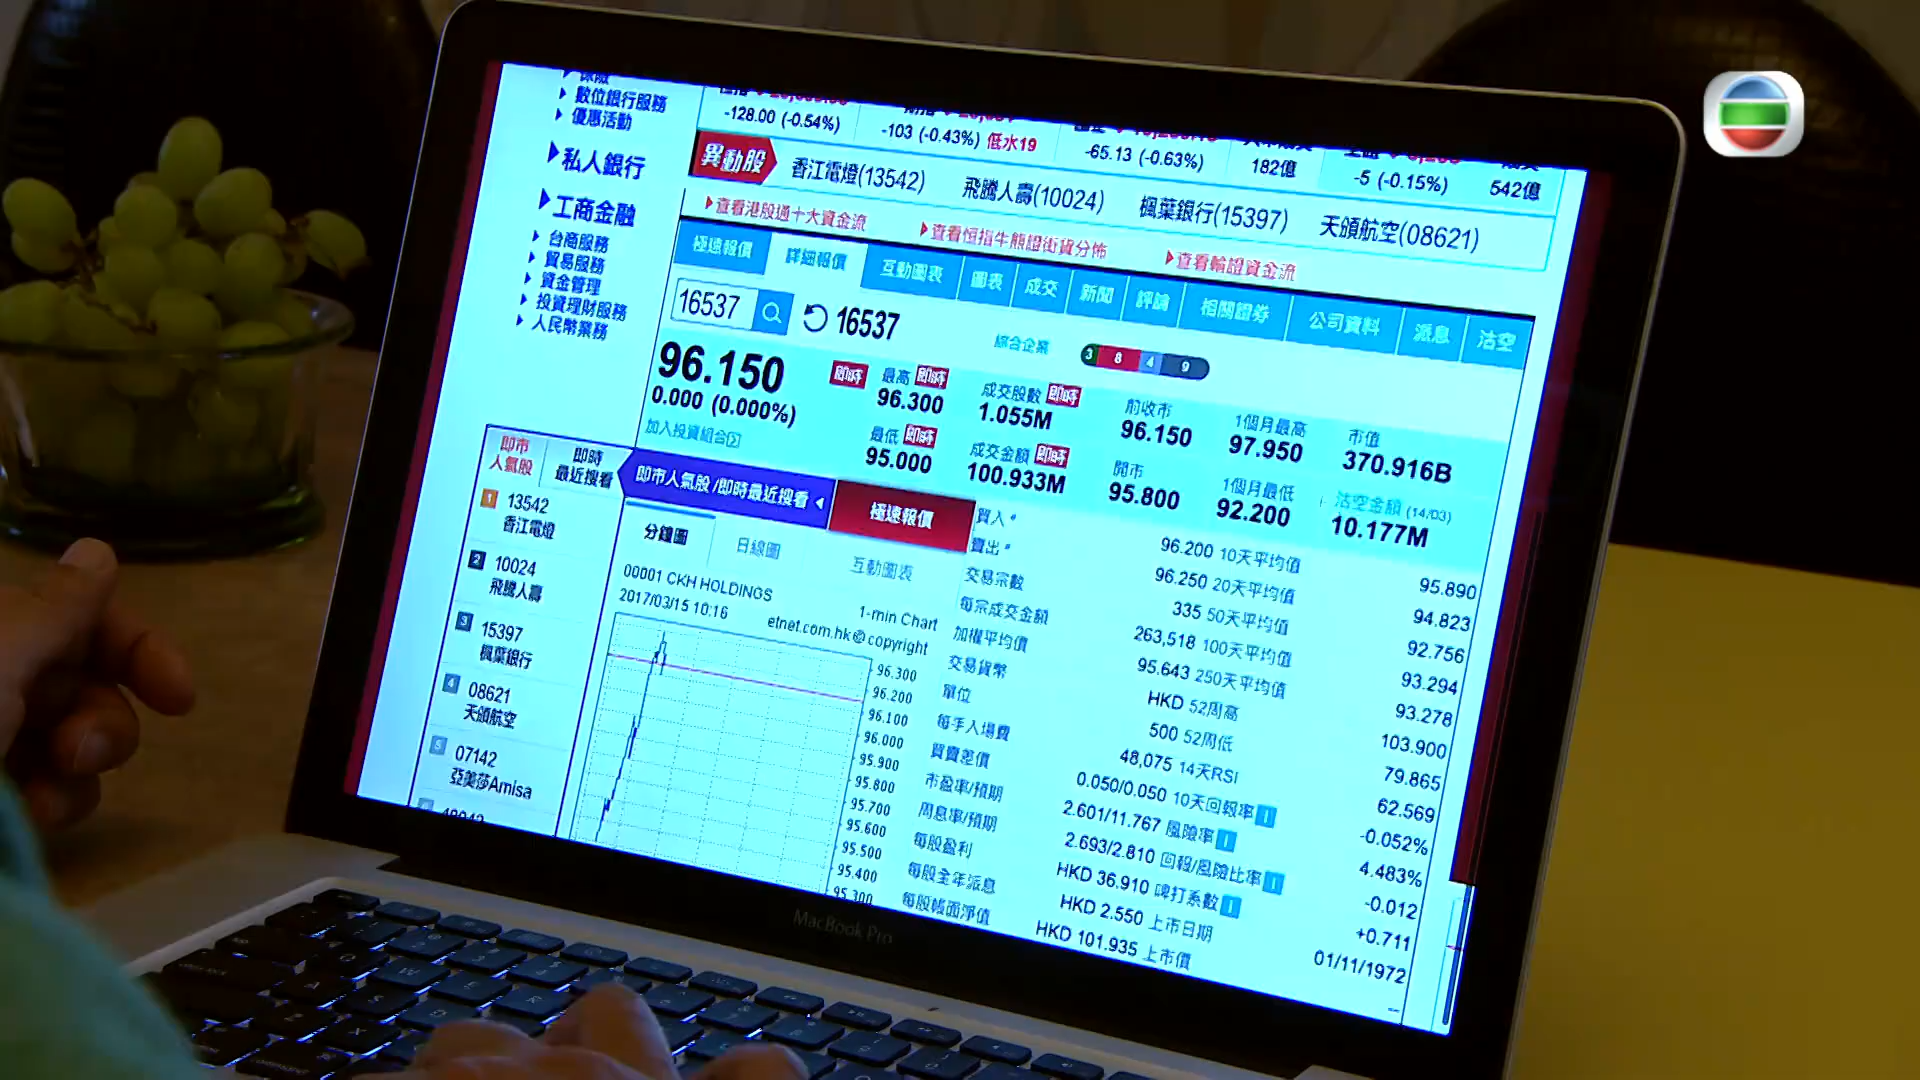 數位銀行服務
優惠活動
私人銀行
工商金融
台商服務
貿易服務
資金管理
投資理財服務
人民幣業務
-128.00 (-0.54%)
-103 (-0.43%) 低水19
-65.13 (-0.63%)
182億
-5 (-0.15%)
542億
異動股
香江電燈(13542)
飛騰人壽(10024)
楓葉銀行(15397)
天頒航空(08621)
查看港股通十大資金流
查看恒指牛熊證街貨分佈
查看輪證資金流
極速報價
詳細報價
互動圖表
圖表
成交
新聞
評論
相關證券
公司資料
派息
沽空
16537
16537
綜合企業
3 8 4 9
96.150
0.000 (0.000%)
加入投資組合
即時
最高 即時
96.300
最低 即時
95.000
成交股數 即時
1.055M
成交金額 即時
100.933M
前收市
96.150
開市
95.800
1個月最高
97.950
1個月最低
92.200
市值
370.916B
沽空金額 (14/03)
10.177M
即市
人氣股
即時
最近搜看
即市人氣股/即時最近搜看
極速報價
1 13542
香江電燈
2 10024
飛騰人壽
3 15397
楓葉銀行
4 08621
天頒航空
5 07142
亞美莎Amisa
分鐘圖
日線圖
互動圖表
00001 CKH HOLDINGS
2017/03/15 10:16
1-min Chart
etnet.com.hk © copyright
96.300
96.200
96.100
96.000
95.900
95.800
95.700
95.600
95.500
95.400
95.300
買入
96.200 10天平均值 95.890
賣出
96.250 20天平均值 94.823
交易宗數
335 50天平均值 92.756
每宗成交金額
263,518 100天平均值 93.294
加權平均價
95.643 250天平均值 93.278
交易貨幣
HKD 52周高 103.900
單位
500 52周低 79.865
每手入場費
48,075 14天RSI 62.569
買賣差價
0.050/0.050 10天回報率 -0.052%
市盈率/預期
2.601/11.767 風險率 4.483%
周息率/預期
2.693/2.810 回報/風險比率 -0.012
每股盈利
HKD 36.910 啤打系數 +0.711
每股全年派息
HKD 2.550 上市日期 01/11/1972
每股帳面淨值
HKD 101.935 上市價
MacBook Pro